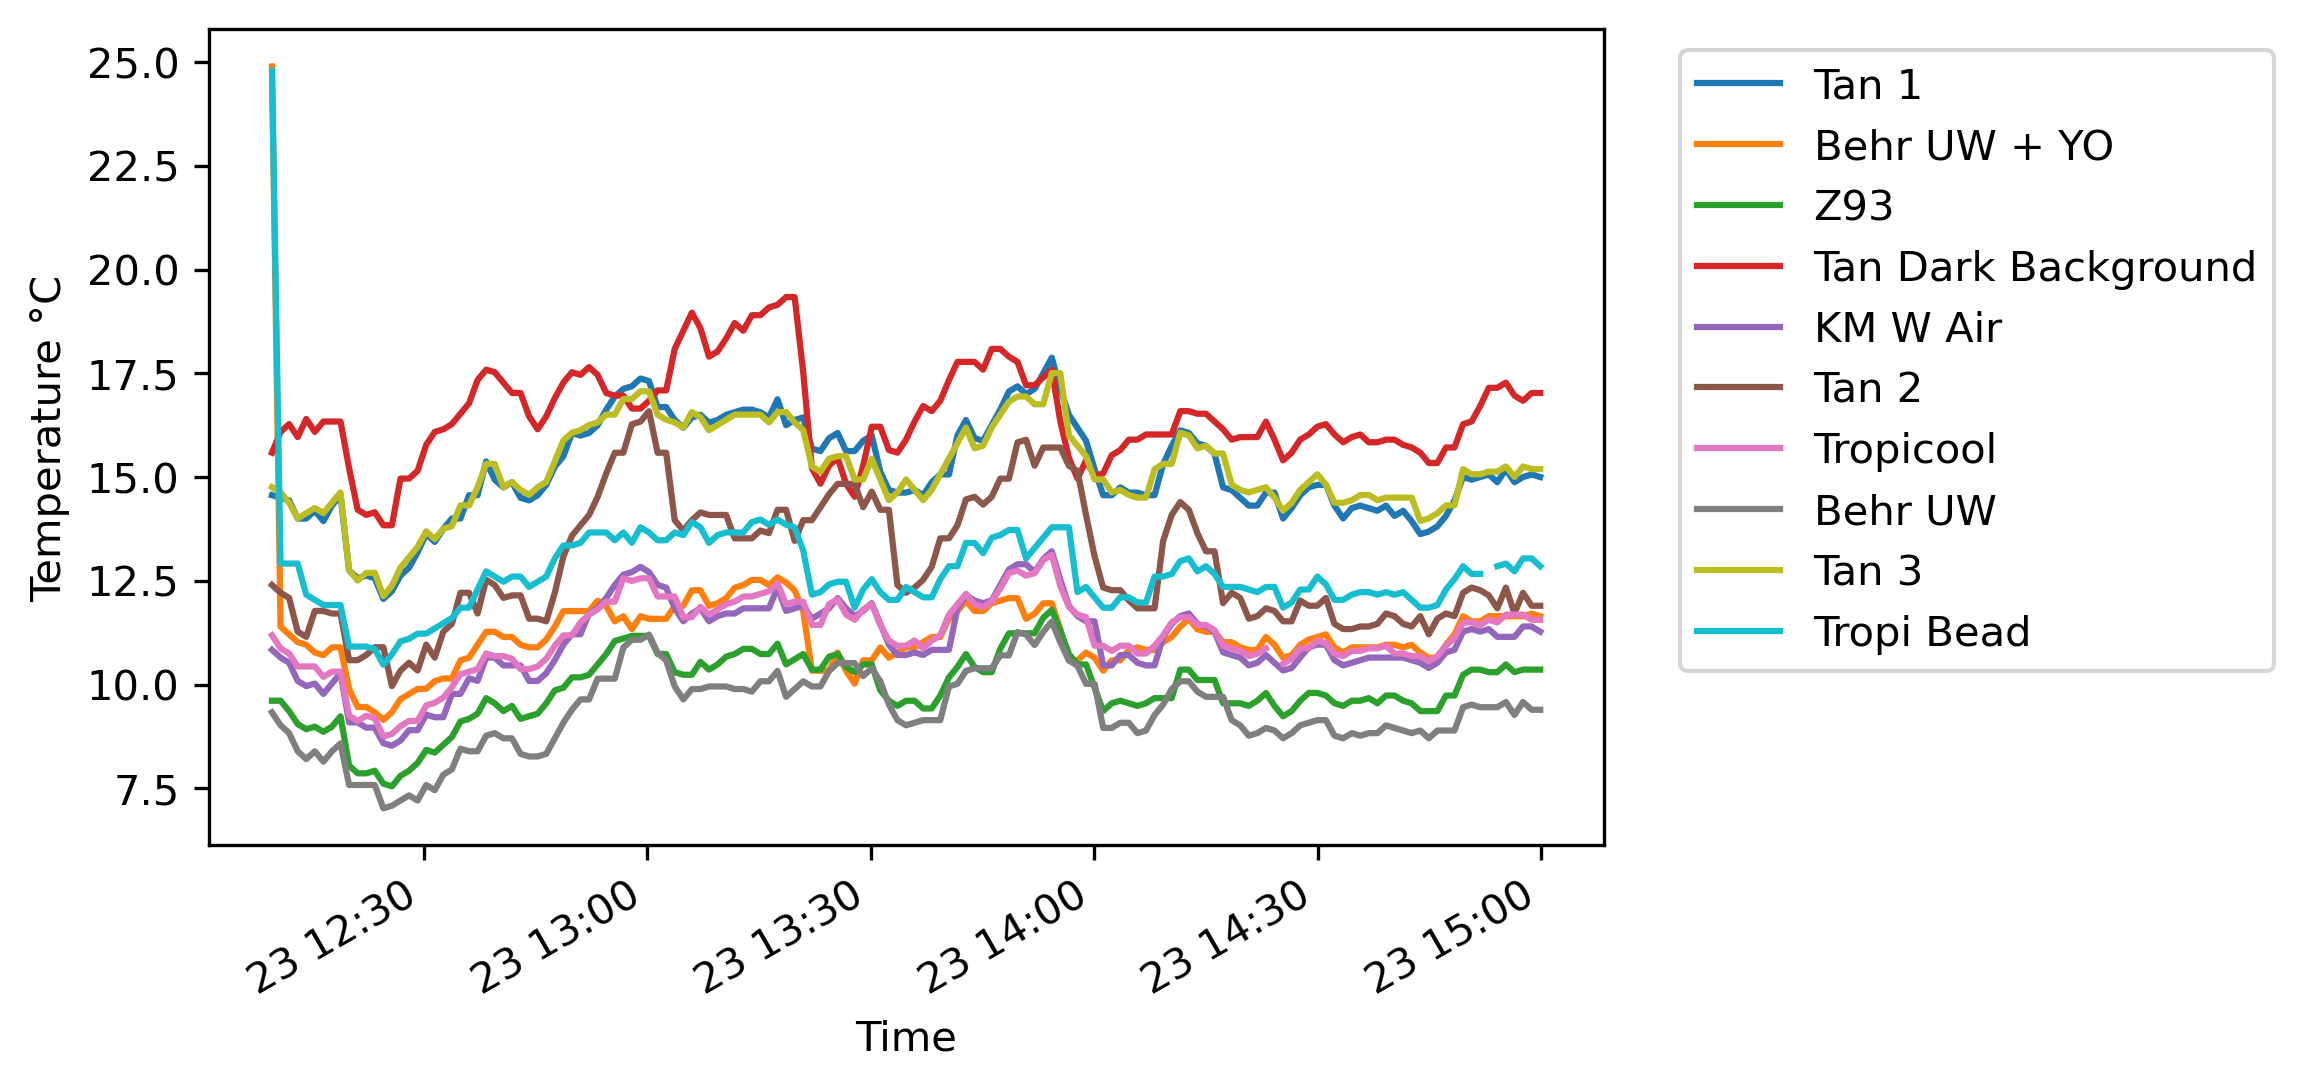 25.0
22.5
20.0
17.5
15.0
12.5
10.0
7.5
Temperature °C
23 12:30
23 13:00
23 13:30
23 14:00
23 14:30
23 15:00
Time
Tan 1
Behr UW + YO
Z93
Tan Dark Background
KM W Air
Tan 2
Tropicool
Behr UW
Tan 3
Tropi Bead